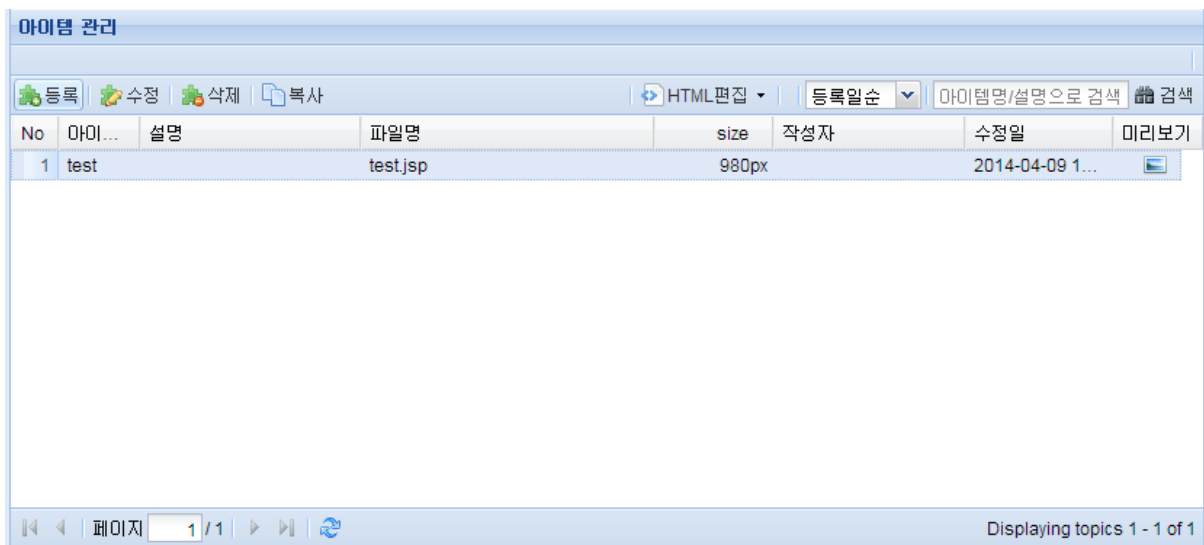 아이템 관리
등록 수정 삭제 복사 HTML편집 등록일순 아이템명/설명으로 검색 검색
No 아이... 설명 파일명 size 작성자 수정일 미리보기
1 test test.jsp 980px 2014-04-09 1...
페이지 1 / 1 Displaying topics 1 - 1 of 1